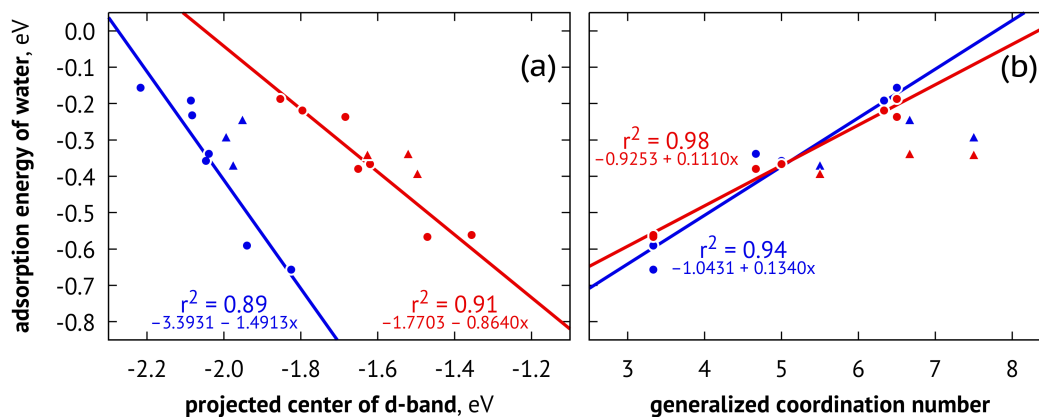 adsorption energy of water, eV
0.0
-0.1
-0.2
-0.3
-0.4
-0.5
-0.6
-0.7
-0.8
(a)
r² = 0.89
−3.3931 − 1.4913x
r² = 0.91
−1.7703 − 0.8640x
-2.2 -2.0 -1.8 -1.6 -1.4 -1.2
projected center of d-band, eV
(b)
r² = 0.98
−0.9253 + 0.1110x
r² = 0.94
−1.0431 + 0.1340x
3 4 5 6 7 8
generalized coordination number